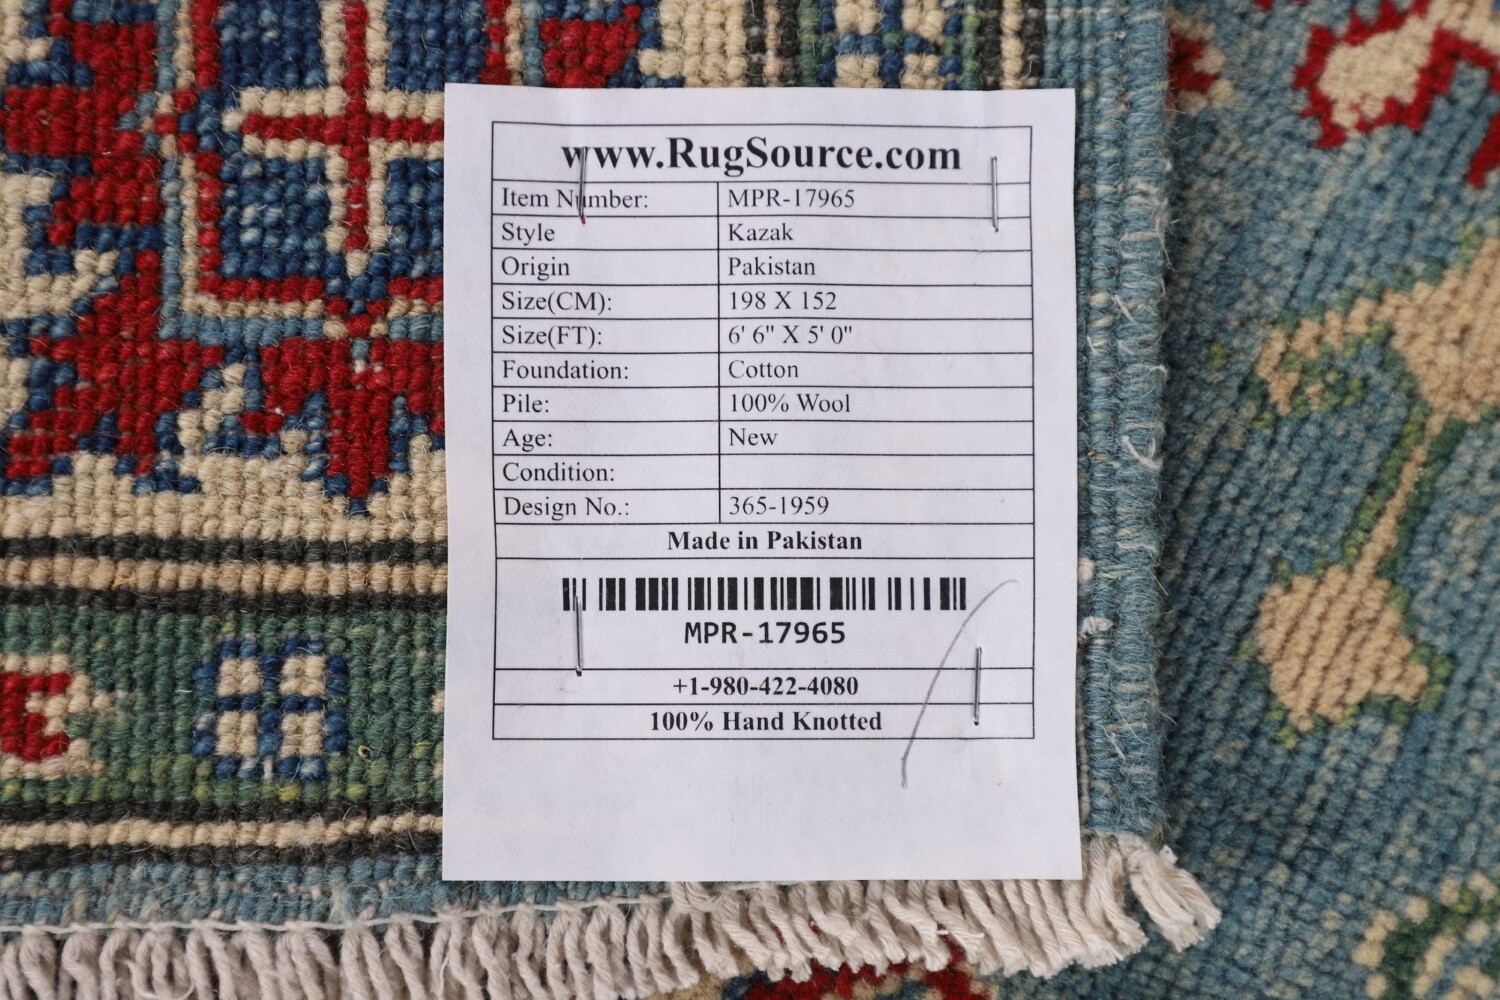 www.RugSource.com
Item Number: MPR-17965
Style Kazak
Origin Pakistan
Size(CM): 198 X 152
Size(FT): 6' 6" X 5' 0"
Foundation: Cotton
Pile: 100% Wool
Age: New
Condition:
Design No.: 365-1959
Made in Pakistan
MPR-17965
+1-980-422-4080
100% Hand Knotted